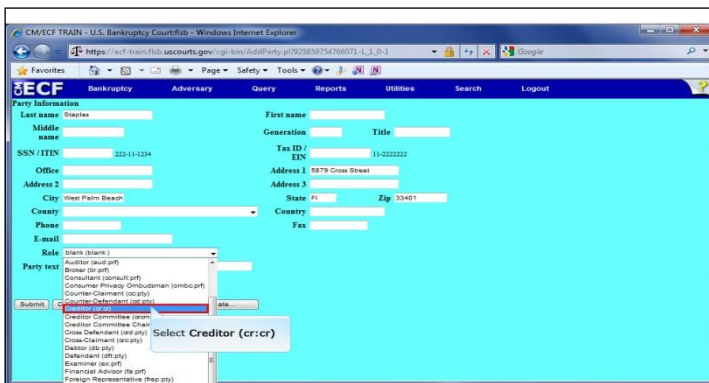 CM/ECF TRAIN - U.S. Bankruptcy Court:flsb - Windows Internet Explorer
https://ecf-train.flsb.uscourts.gov/cgi-bin/AddParty.pl?925859754766071-L_1_0-1
Google
Favorites Page Safety Tools
ECF Bankruptcy Adversary Query Reports Utilities Search Logout
Party Information
Last name Staples First name
Middle name Generation Title
SSN / ITIN 222-11-1234 Tax ID / EIN 11-2222222
Office Address 1 5879 Cross Street
Address 2 Address 3
City West Palm Beach State Fl Zip 33401
County Country
Phone Fax
E-mail
Role blank (blank:)
Party text
Auditor (aud:prf)
Broker (br:prf)
Consultant (consult:prf)
Consumer Privacy Ombudsman (ombc:prf)
Counter-Claimant (cc:pty)
Counter-Defendant (cd:pty)
Submit
Creditor (cr:cr)
Creditor Committee
Creditor Committee Chair
Cross Defendant (crd:pty)
Select Creditor (cr:cr)
Cross-Claimant (crc:pty)
Debtor (db:pty)
Defendant (dft:pty)
Examiner (ex:prf)
Financial Advisor (fa:prf)
Foreign Representative (frep:pty)